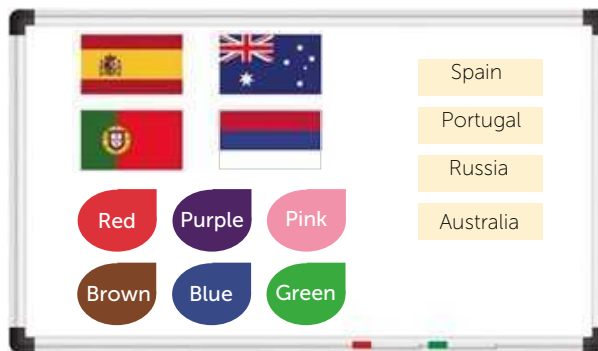 Spain
Portugal
Russia
Australia
Red
Purple
Pink
Brown
Blue
Green